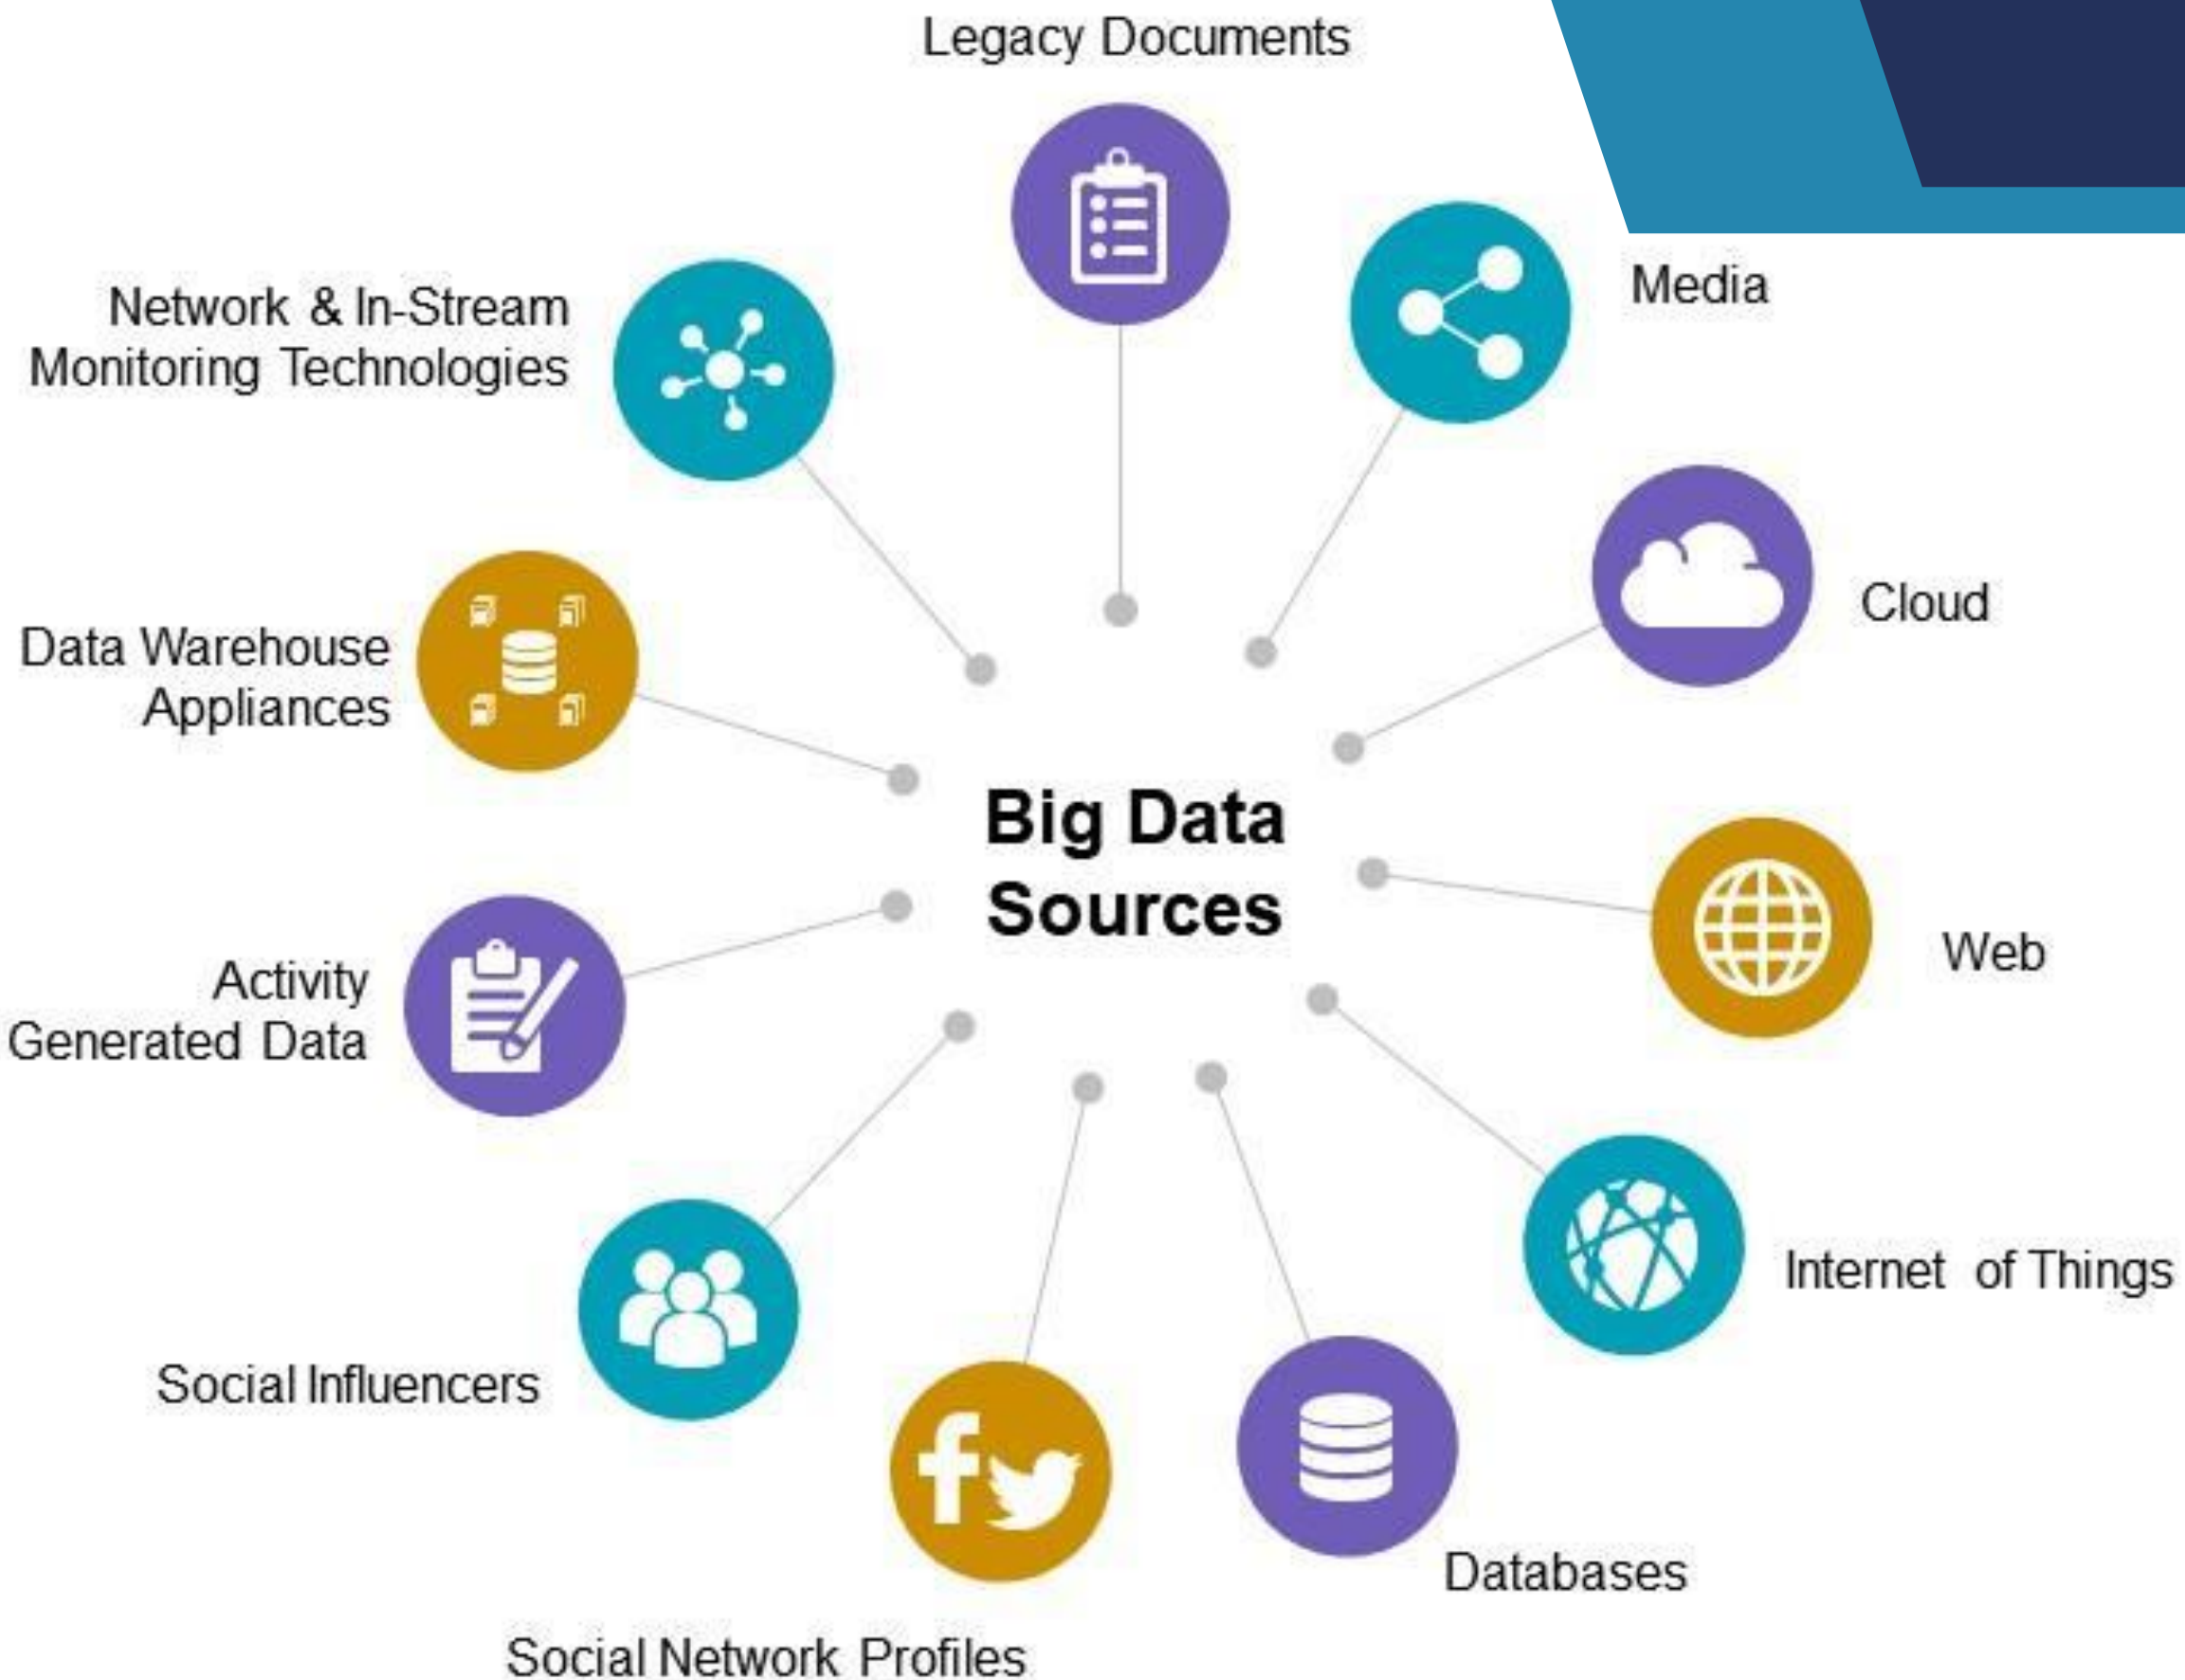 Legacy Documents
Media
Network & In-Stream
Monitoring Technologies
Cloud
Data Warehouse
Appliances
Big Data
Sources
Web
Activity
Generated Data
Internet of Things
Social Influencers
Databases
Social Network Profiles